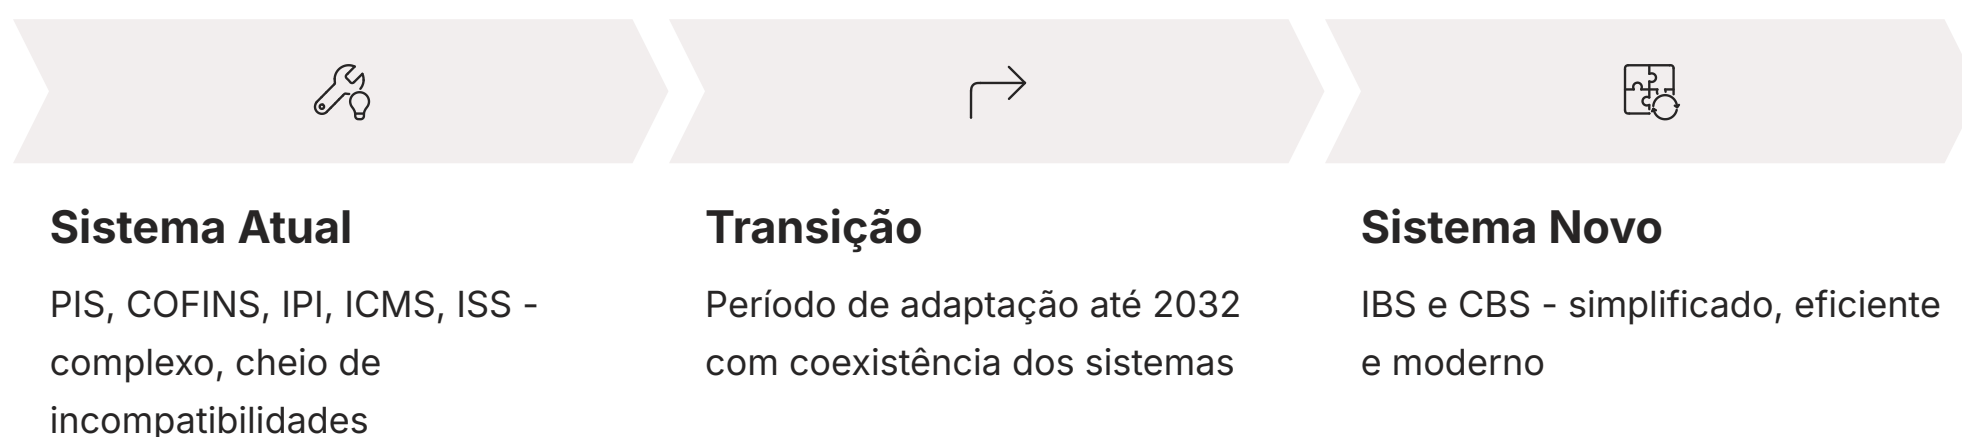 Sistema Atual
PIS, COFINS, IPI, ICMS, ISS -
complexo, cheio de
incompatibilidades
Transição
Período de adaptação até 2032
com coexistência dos sistemas
Sistema Novo
IBS e CBS - simplificado, eficiente
e moderno